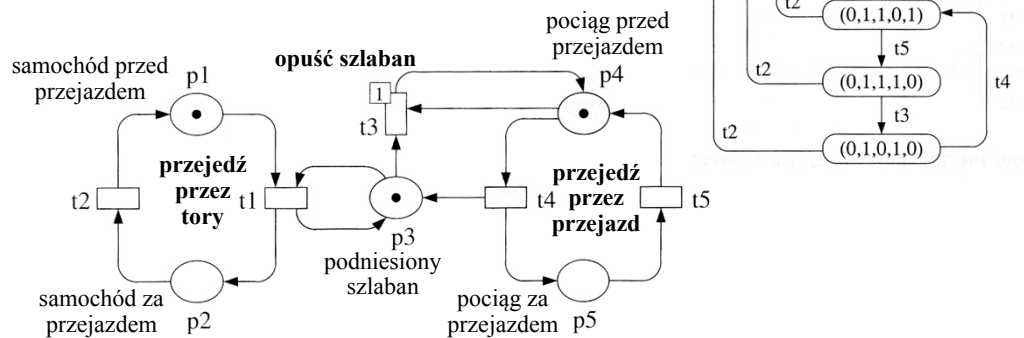 samochód przed
przejazdem
p1
opuść szlaban
pociąg przed
przejazdem
p4
1
t3
t2
przejedź
przez
tory
t1
p3
podniesiony
szlaban
t4
przejedź
przez
przejazd
t5
samochód za
przejazdem
p2
pociąg za
przejazdem
p5
t2
(0,1,1,0,1)
t5
t2
(0,1,1,1,0)
t4
t3
t2
(0,1,0,1,0)